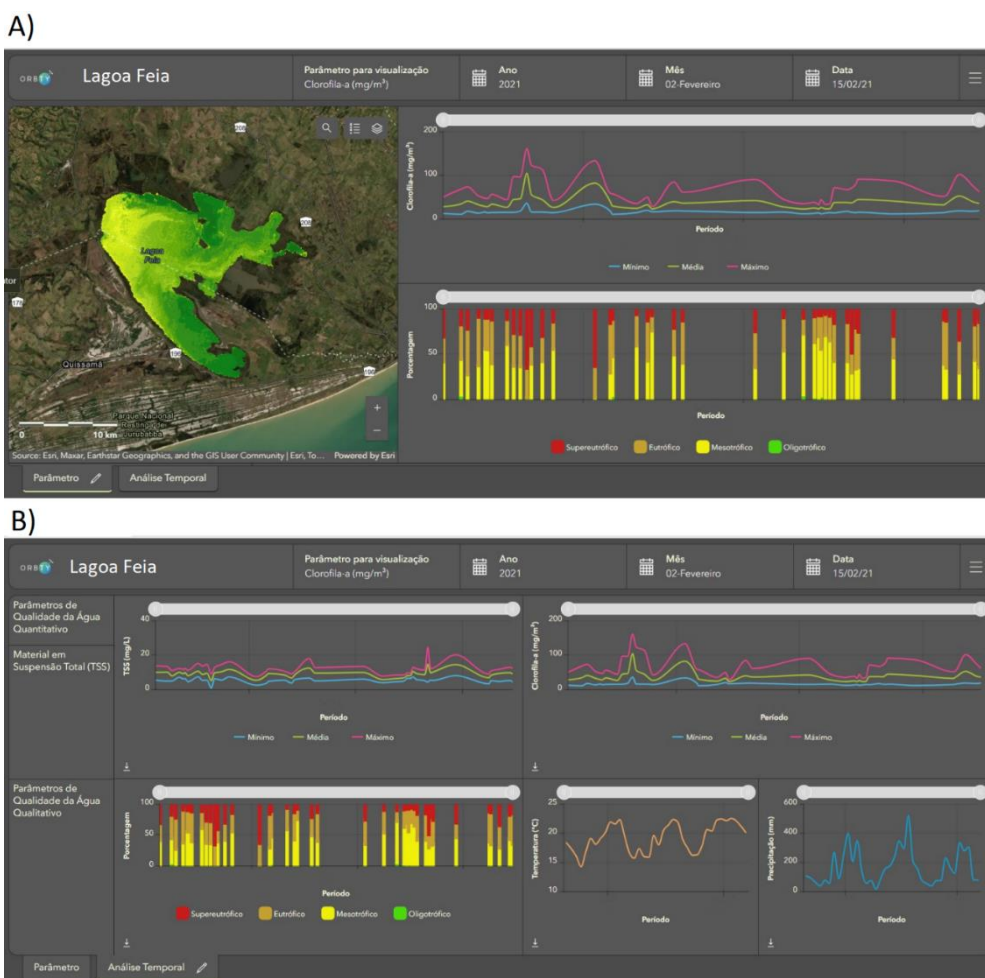 A)
ORBTY
Lagoa Feia
Parâmetro para visualização
Clorofila-a (mg/m³)
Ano
2021
Mês
02-Fevereiro
Data
15/02/21
Lagoa
Feia
tor
178
196
196
Quissamã
Parque Nacional
Restinga de
Jurubatiba
0
10 km
+
−
Source: Esri, Maxar, Earthstar Geographics, and the GIS User Community | Esri, To...
Powered by Esri
Clorofila-a (mg/m³)
200
100
0
Período
Mínimo
Média
Máximo
Porcentagem
100
50
0
Período
Supereutrófico
Eutrófico
Mesotrófico
Oligotrófico
Parâmetro
Análise Temporal
B)
ORBTY
Lagoa Feia
Parâmetro para visualização
Clorofila-a (mg/m³)
Ano
2021
Mês
02-Fevereiro
Data
15/02/21
Parâmetros de
Qualidade da Água
Quantitativo
Material em
Suspensão Total (TSS)
TSS (mg/L)
40
20
0
Período
Mínimo
Média
Máximo
Clorofila-a (mg/m³)
200
100
0
Período
Mínimo
Média
Máximo
Parâmetros de
Qualidade da Água
Qualitativo
Porcentagem
100
50
0
Período
Supereutrófico
Eutrófico
Mesotrófico
Oligotrófico
Temperatura (°C)
25
20
15
10
Período
Precipitação (mm)
600
400
200
0
Período
Parâmetro
Análise Temporal